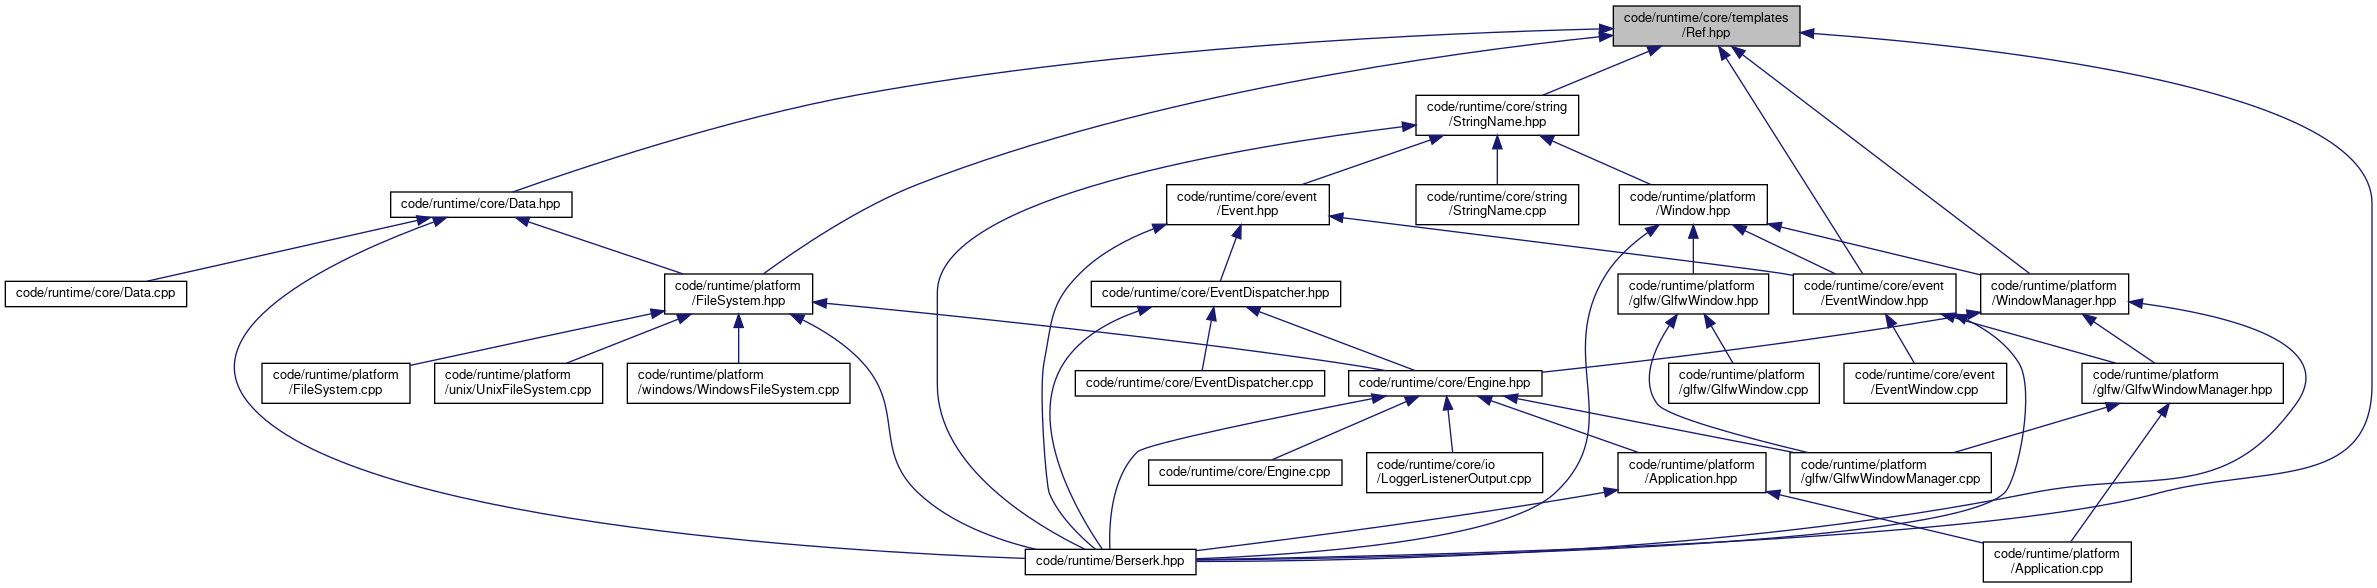 code/runtime/core/templates
/Ref.hpp
code/runtime/core/string
/StringName.hpp
code/runtime/core/Data.hpp
code/runtime/core/event
/Event.hpp
code/runtime/core/string
/StringName.cpp
code/runtime/platform
/Window.hpp
code/runtime/core/Data.cpp
code/runtime/platform
/FileSystem.hpp
code/runtime/core/EventDispatcher.hpp
code/runtime/platform
/glfw/GlfwWindow.hpp
code/runtime/core/event
/EventWindow.hpp
code/runtime/platform
/WindowManager.hpp
code/runtime/platform
/FileSystem.cpp
code/runtime/platform
/unix/UnixFileSystem.cpp
code/runtime/platform
/windows/WindowsFileSystem.cpp
code/runtime/core/EventDispatcher.cpp
code/runtime/core/Engine.hpp
code/runtime/platform
/glfw/GlfwWindow.cpp
code/runtime/core/event
/EventWindow.cpp
code/runtime/platform
/glfw/GlfwWindowManager.hpp
code/runtime/core/Engine.cpp
code/runtime/core/io
/LoggerListenerOutput.cpp
code/runtime/platform
/Application.hpp
code/runtime/platform
/glfw/GlfwWindowManager.cpp
code/runtime/Berserk.hpp
code/runtime/platform
/Application.cpp